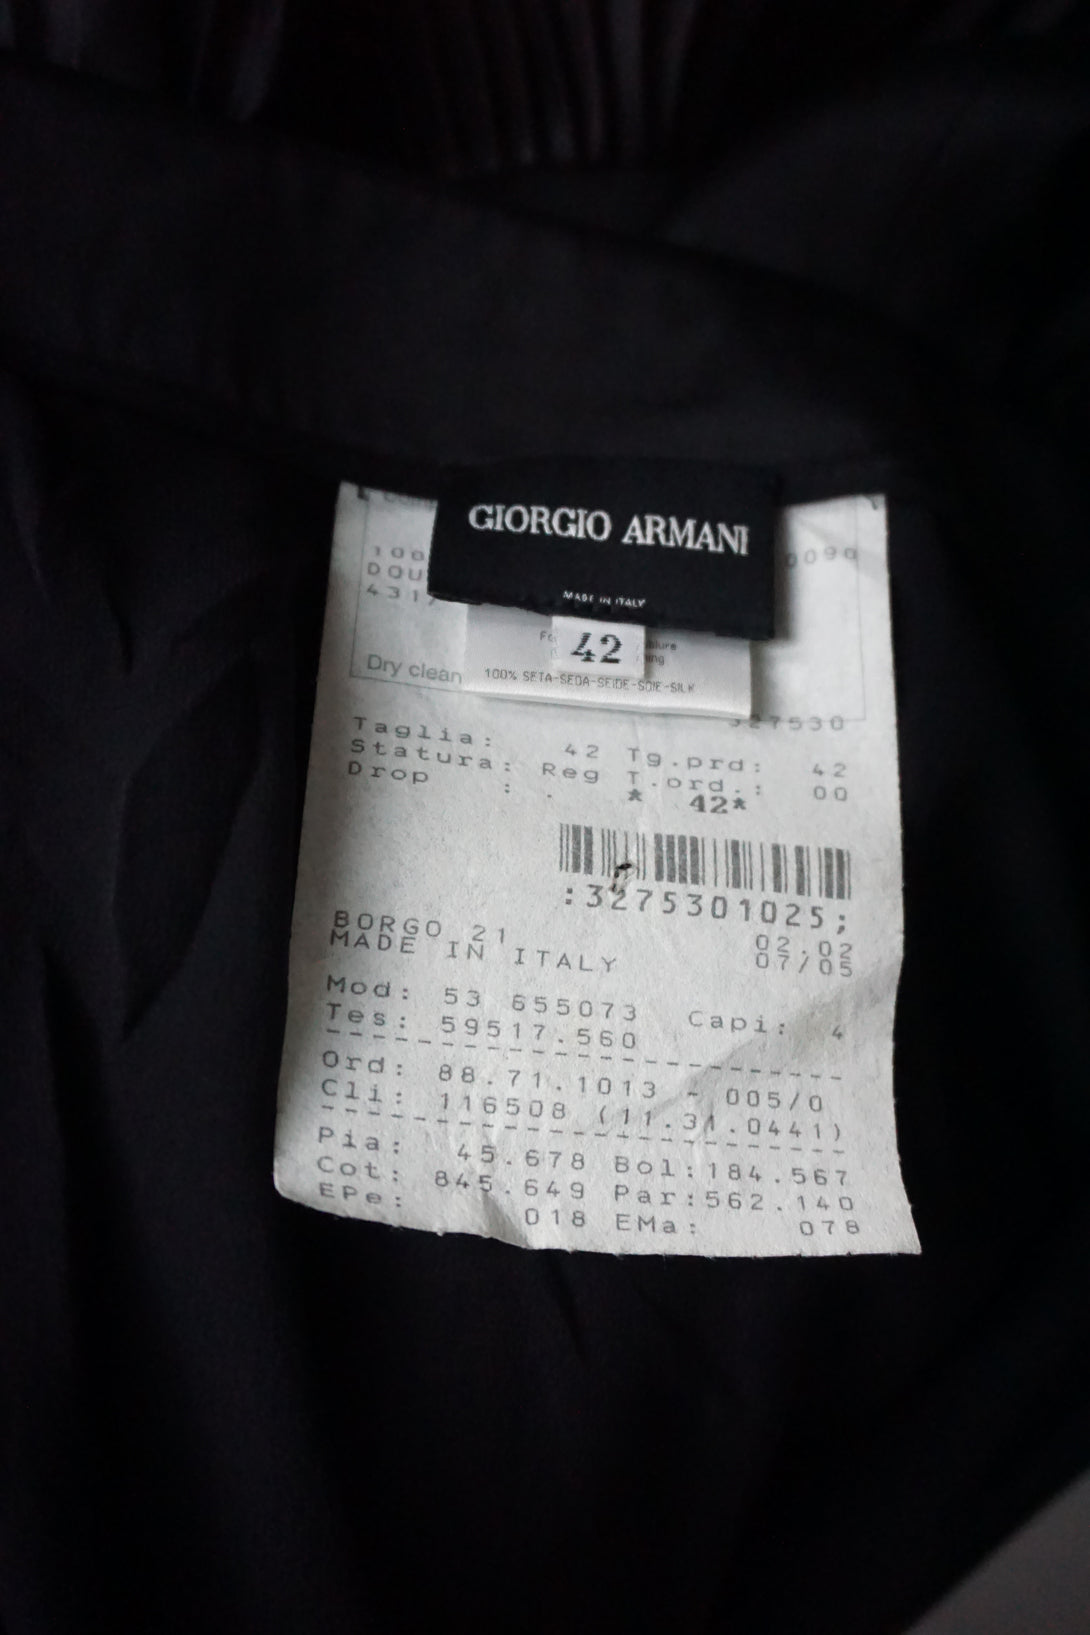 GIORGIO ARMANI
MADE IN ITALY
42
100% SETA-SEDA-SEIDE-SOIE-SILK
Dry clean
327530
Taglia: 42 Tg.prd: 42
Statura: Reg T.ord.: 00
Drop : . * 42*
:3275301025;
BORGO 21 02.02
MADE IN ITALY 07/05
Mod: 53 655073 Capi: 4
Tes: 59517.560
Ord: 88.71.1013 - 005/0
Cli: 116508 (11.31.0441)
Pia: 45.678 Bol:184.567
Cot: 845.649 Par:562.140
EPe: 018 EMa: 078